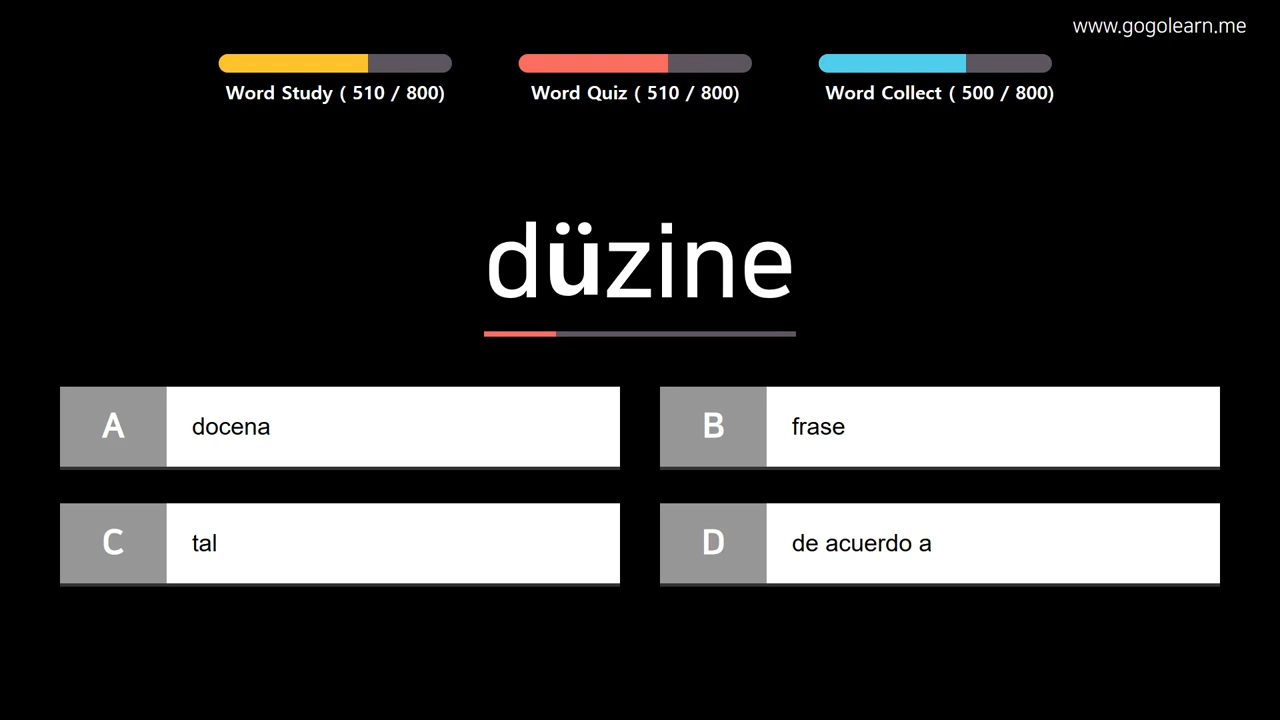 www.gogolearn.me
Word Study ( 510 / 800)
Word Quiz ( 510 / 800)
Word Collect ( 500 / 800)
düzine
A docena
B frase
C tal
D de acuerdo a